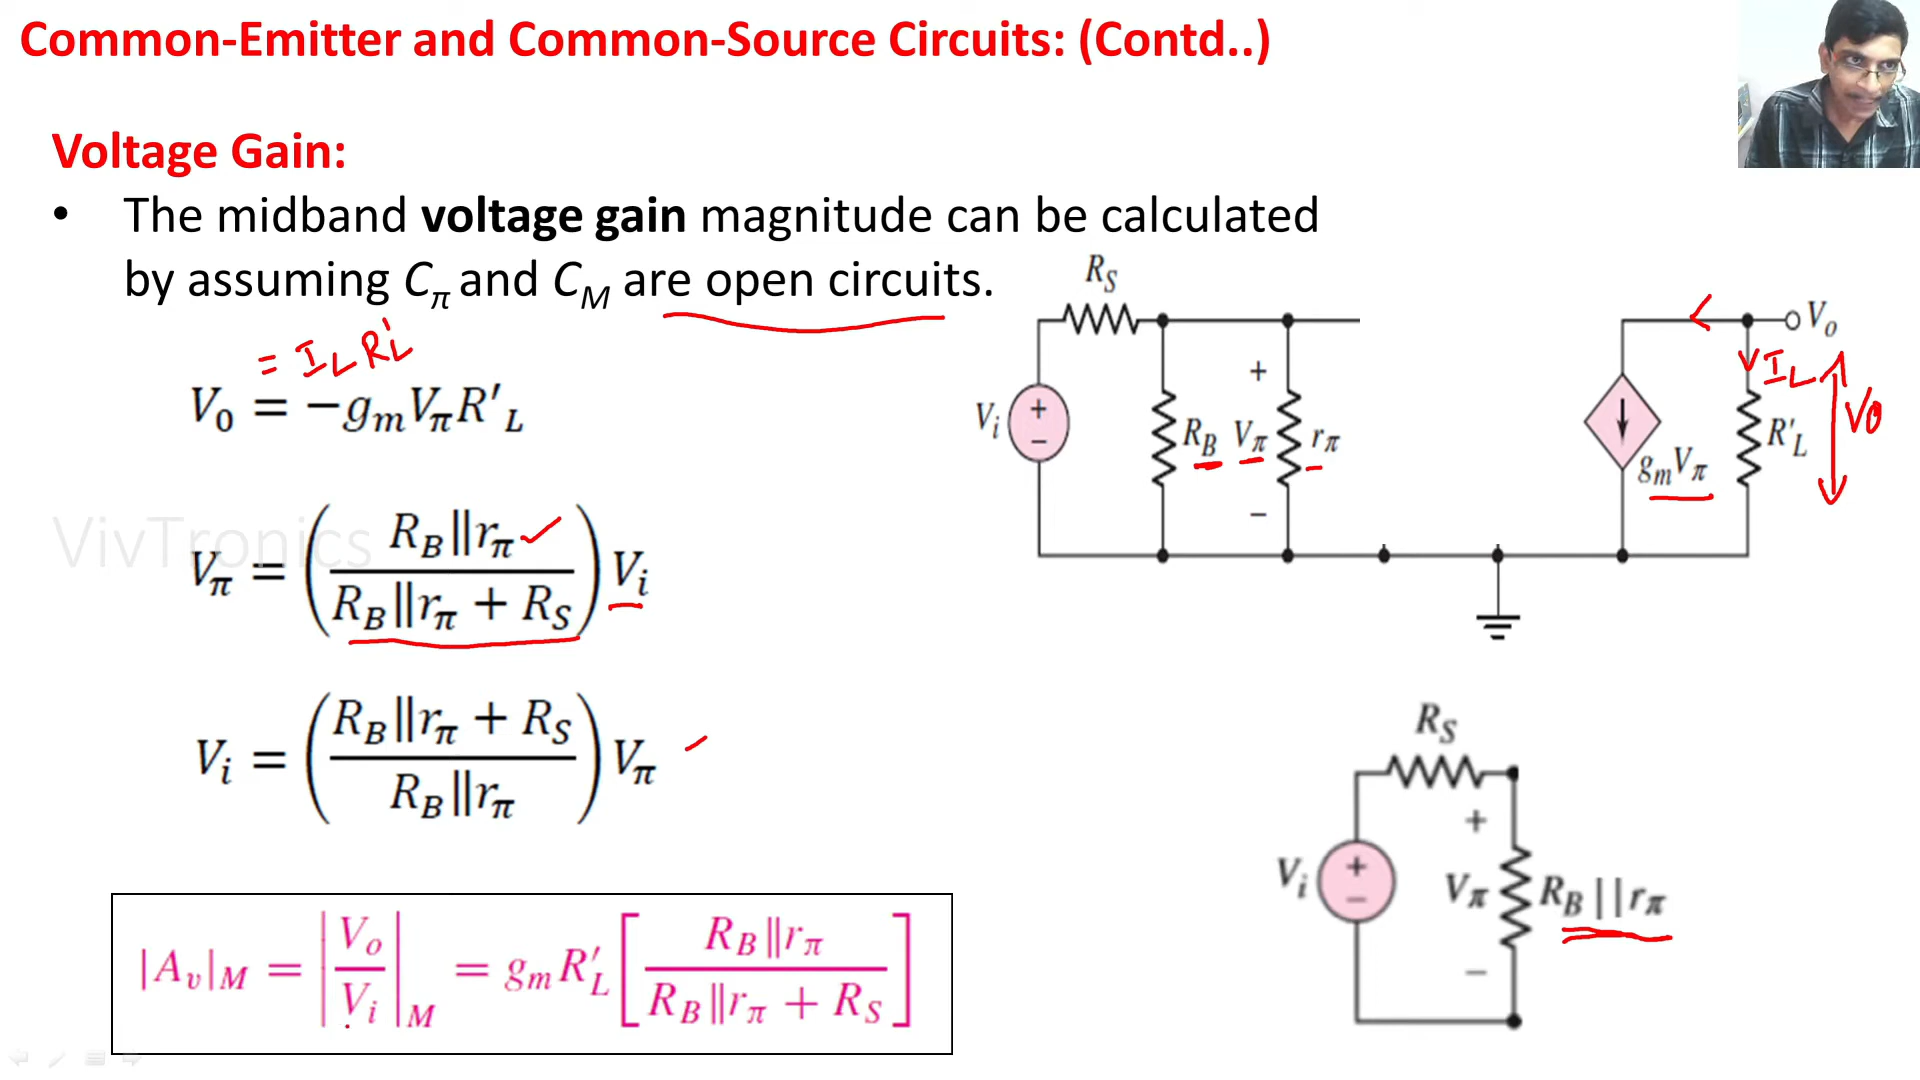 Common-Emitter and Common-Source Circuits: (Contd..)
Voltage Gain:
• The midband voltage gain magnitude can be calculated
by assuming Cπ and CM are open circuits.
= IL R'L
V0 = −gmVπR′L
VivTronics
Vπ = (RB||rπ / RB||rπ + RS) Vi
Vi = (RB||rπ + RS / RB||rπ) Vπ
|Av|M = |Vo / Vi|M = gmR′L [RB||rπ / RB||rπ + RS]
RS
Vi
+
−
RB
+
Vπ
−
rπ
gmVπ
Vo
IL
R′L
V0
RS
Vi
+
−
+
Vπ
−
RB||rπ